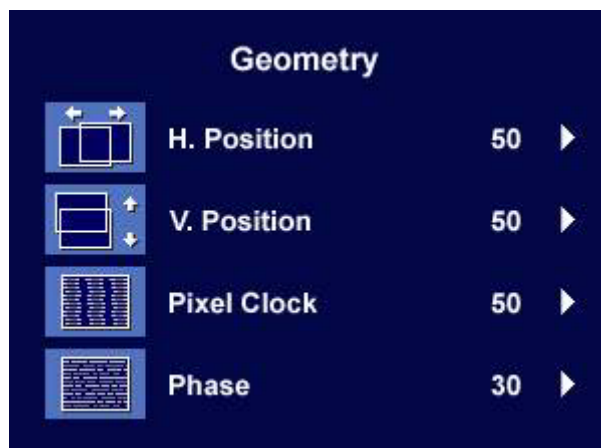 Geometry
H. Position 50
V. Position 50
Pixel Clock 50
Phase 30